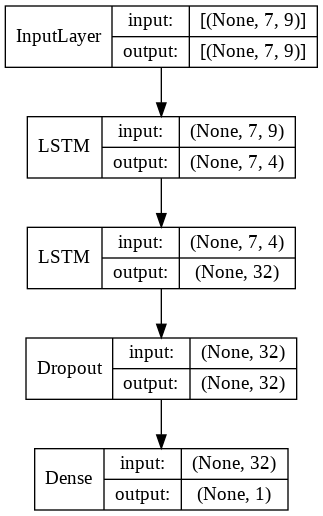 InputLayer input: [(None, 7, 9)]
output: [(None, 7, 9)]
LSTM input: (None, 7, 9)
output: (None, 7, 4)
LSTM input: (None, 7, 4)
output: (None, 32)
Dropout input: (None, 32)
output: (None, 32)
Dense input: (None, 32)
output: (None, 1)